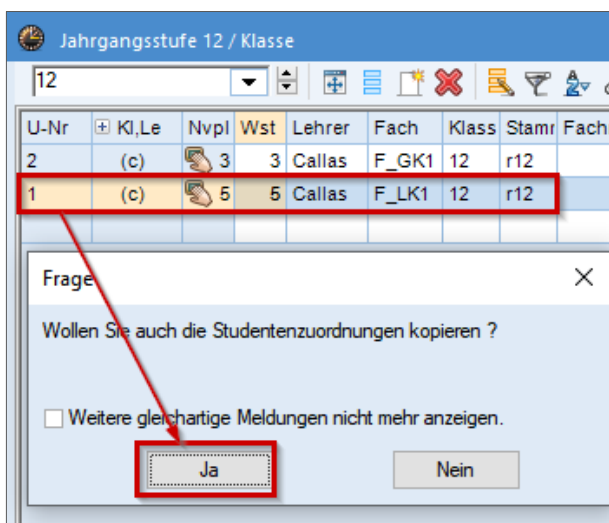 Jahrgangsstufe 12 / Klasse
12
U-Nr Kl,Le Nvpl Wst Lehrer Fach Klass Stamr Fach
2 (c) 3 3 Callas F_GK1 12 r12
1 (c) 5 5 Callas F_LK1 12 r12
Frage
Wollen Sie auch die Studentenzuordnungen kopieren ?
Weitere gleichartige Meldungen nicht mehr anzeigen.
Ja Nein